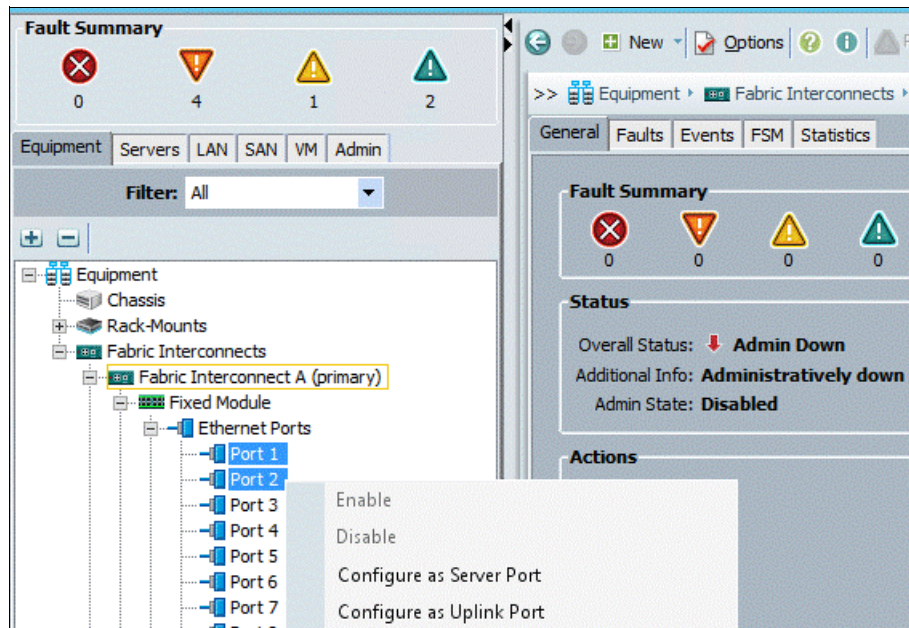 Fault Summary
0 4 1 2
Equipment Servers LAN SAN VM Admin
Filter: All
Equipment
Chassis
Rack-Mounts
Fabric Interconnects
Fabric Interconnect A (primary)
Fixed Module
Ethernet Ports
Port 1
Port 2
Port 3
Port 4
Port 5
Port 6
Port 7
New Options
>> Equipment Fabric Interconnects
General Faults Events FSM Statistics
Fault Summary
0 0 0 0
Status
Overall Status: Admin Down
Additional Info: Administratively down
Admin State: Disabled
Actions
Enable
Disable
Configure as Server Port
Configure as Uplink Port